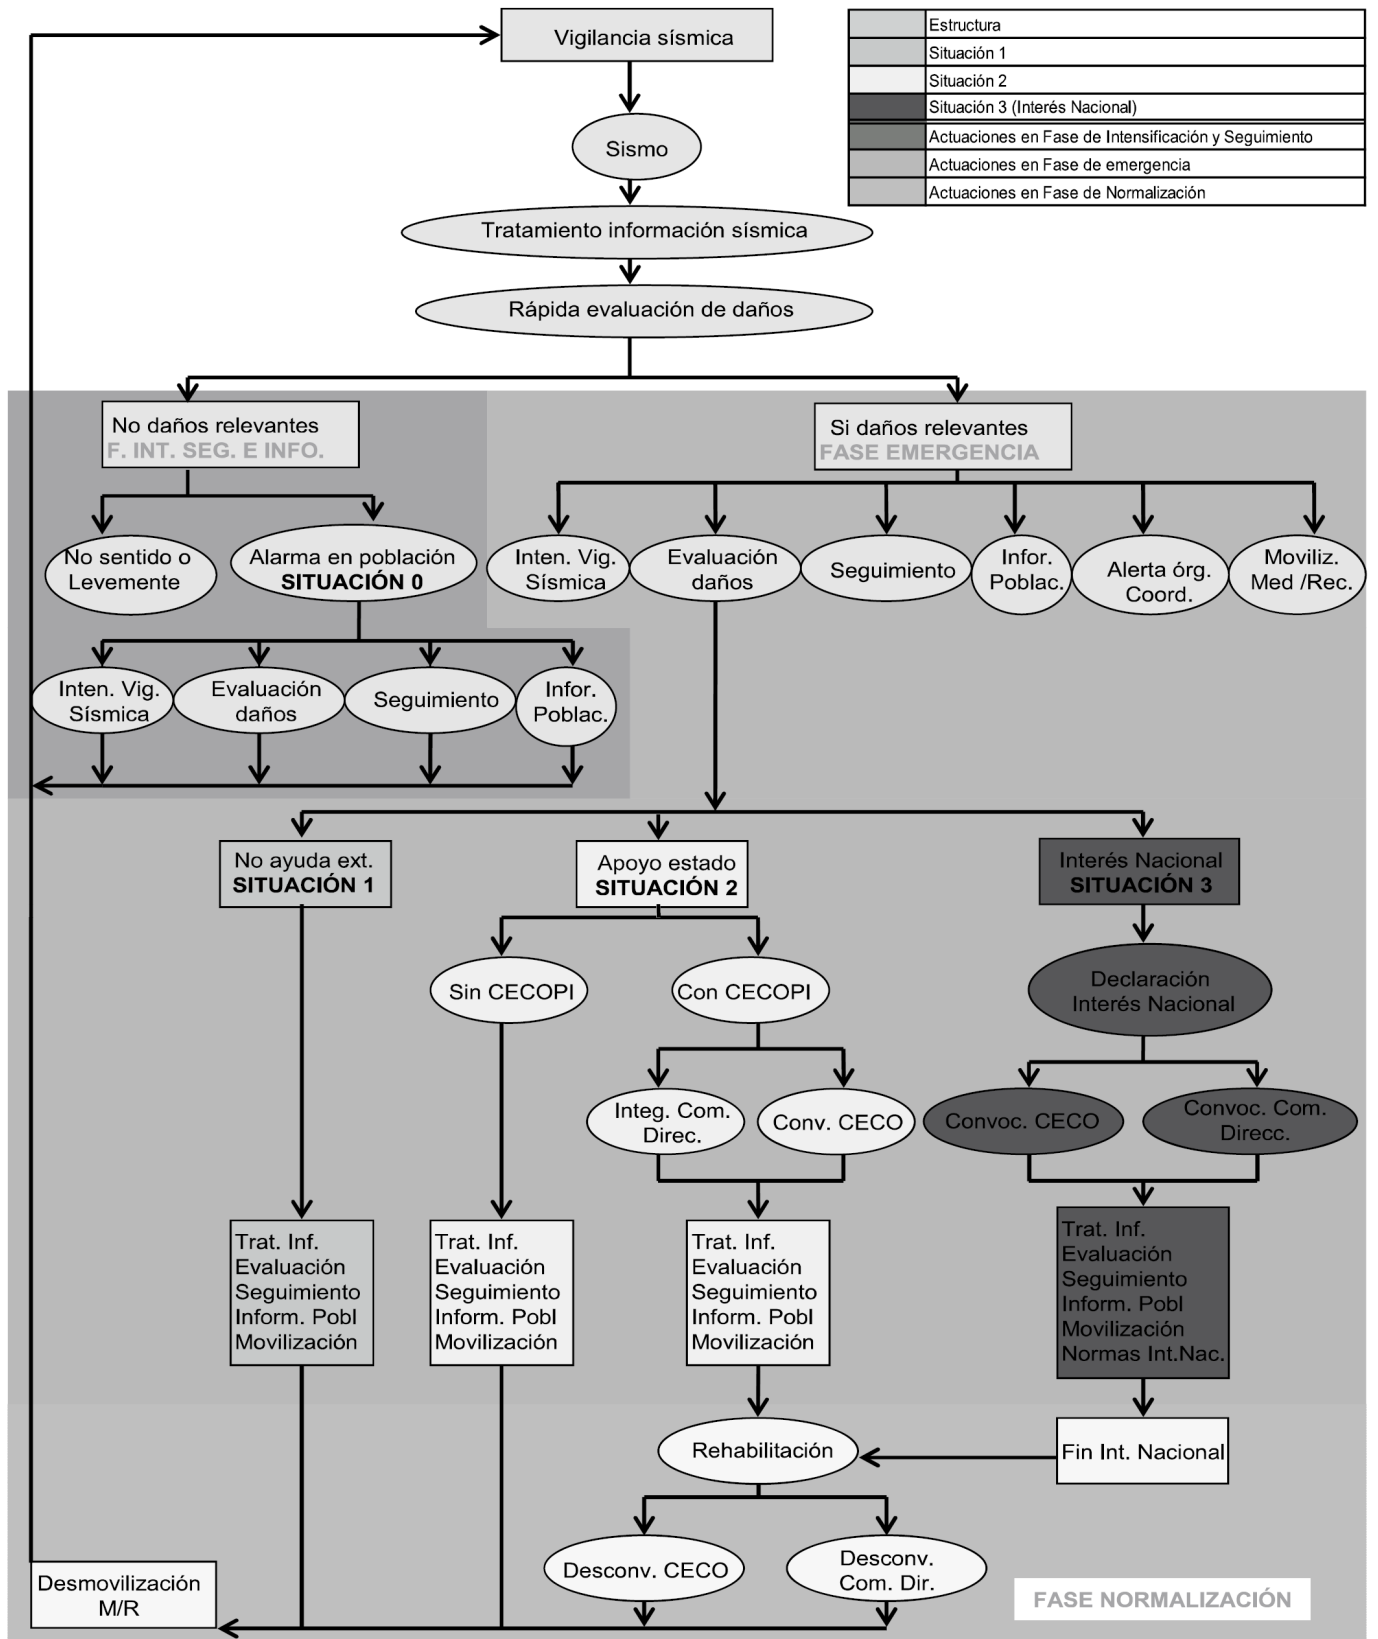 Vigilancia sísmica
Estructura
Situación 1
Situación 2
Situación 3 (Interés Nacional)
Actuaciones en Fase de Intensificación y Seguimiento
Actuaciones en Fase de emergencia
Actuaciones en Fase de Normalización
Sismo
Tratamiento información sísmica
Rápida evaluación de daños
No daños relevantes
F. INT. SEG. E INFO.
Si daños relevantes
FASE EMERGENCIA
No sentido o
Levemente
Alarma en población
SITUACIÓN 0
Inten. Vig.
Sísmica
Evaluación
daños
Seguimiento
Infor.
Poblac.
Alerta órg.
Coord.
Moviliz.
Med /Rec.
Inten. Vig.
Sísmica
Evaluación
daños
Seguimiento
Infor.
Poblac.
No ayuda ext.
SITUACIÓN 1
Apoyo estado
SITUACIÓN 2
Interés Nacional
SITUACIÓN 3
Sin CECOPI
Con CECOPI
Declaración
Interés Nacional
Integ. Com.
Direc.
Conv. CECO
Convoc. CECO
Convoc. Com.
Direcc.
Trat. Inf.
Evaluación
Seguimiento
Inform. Pobl
Movilización
Trat. Inf.
Evaluación
Seguimiento
Inform. Pobl
Movilización
Trat. Inf.
Evaluación
Seguimiento
Inform. Pobl
Movilización
Trat. Inf.
Evaluación
Seguimiento
Inform. Pobl
Movilización
Normas Int.Nac.
Rehabilitación
Fin Int. Nacional
Desconv. CECO
Desconv.
Com. Dir.
Desmovilización
M/R
FASE NORMALIZACIÓN